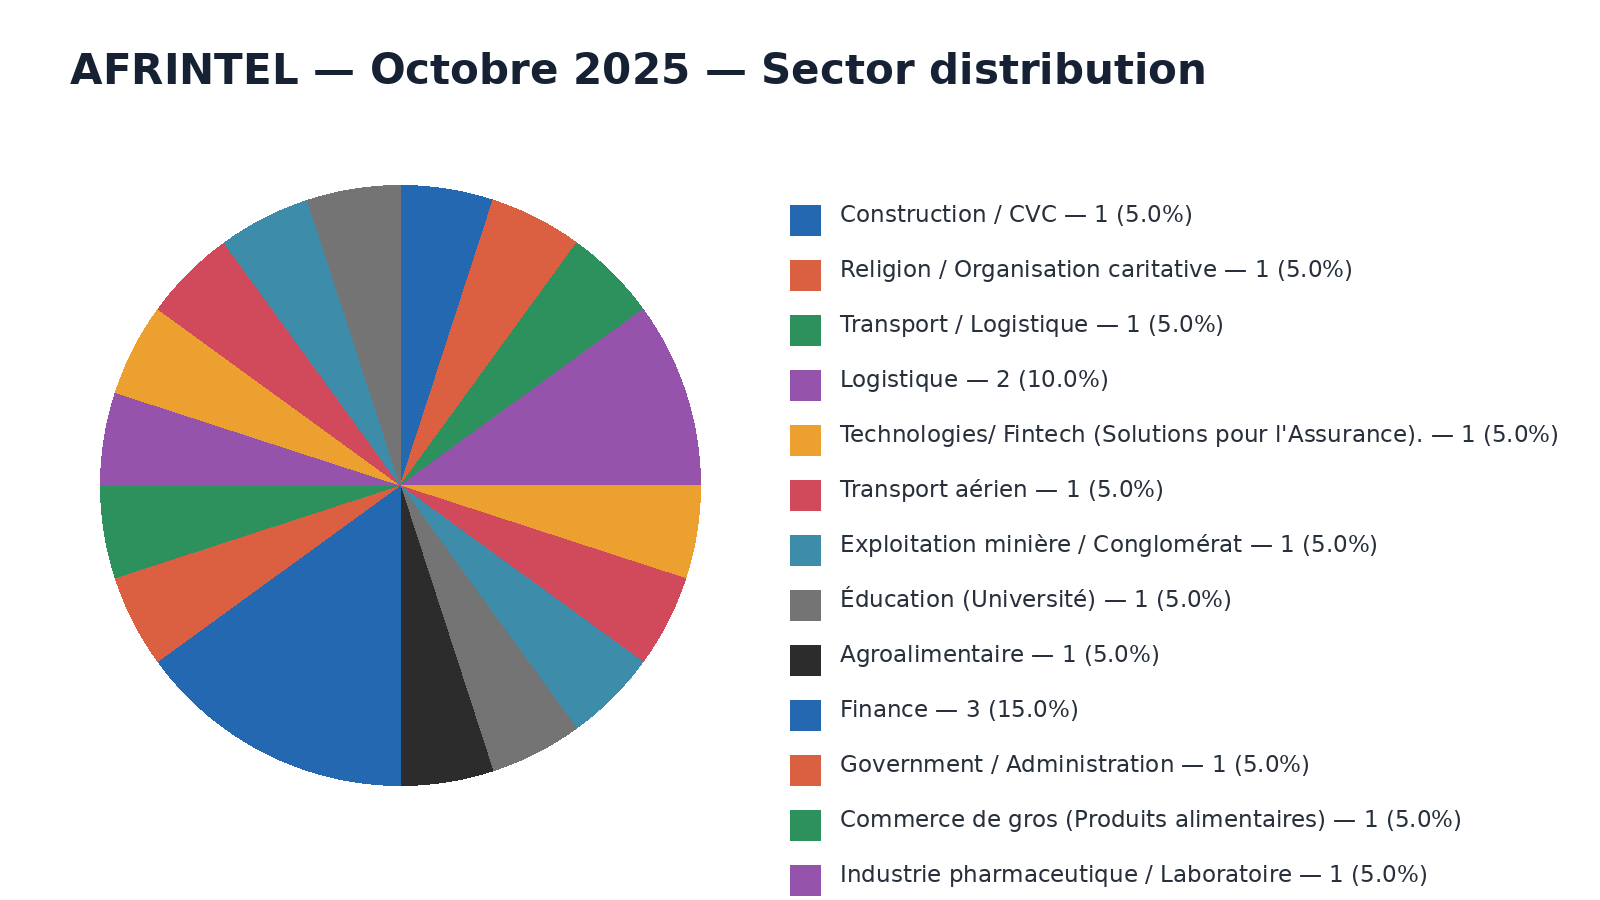 AFRINTEL — Octobre 2025 — Sector distribution
Construction / CVC — 1 (5.0%)
Religion / Organisation caritative — 1 (5.0%)
Transport / Logistique — 1 (5.0%)
Logistique — 2 (10.0%)
Technologies/ Fintech (Solutions pour l'Assurance). — 1 (5.0%)
Transport aérien — 1 (5.0%)
Exploitation minière / Conglomérat — 1 (5.0%)
Éducation (Université) — 1 (5.0%)
Agroalimentaire — 1 (5.0%)
Finance — 3 (15.0%)
Government / Administration — 1 (5.0%)
Commerce de gros (Produits alimentaires) — 1 (5.0%)
Industrie pharmaceutique / Laboratoire — 1 (5.0%)